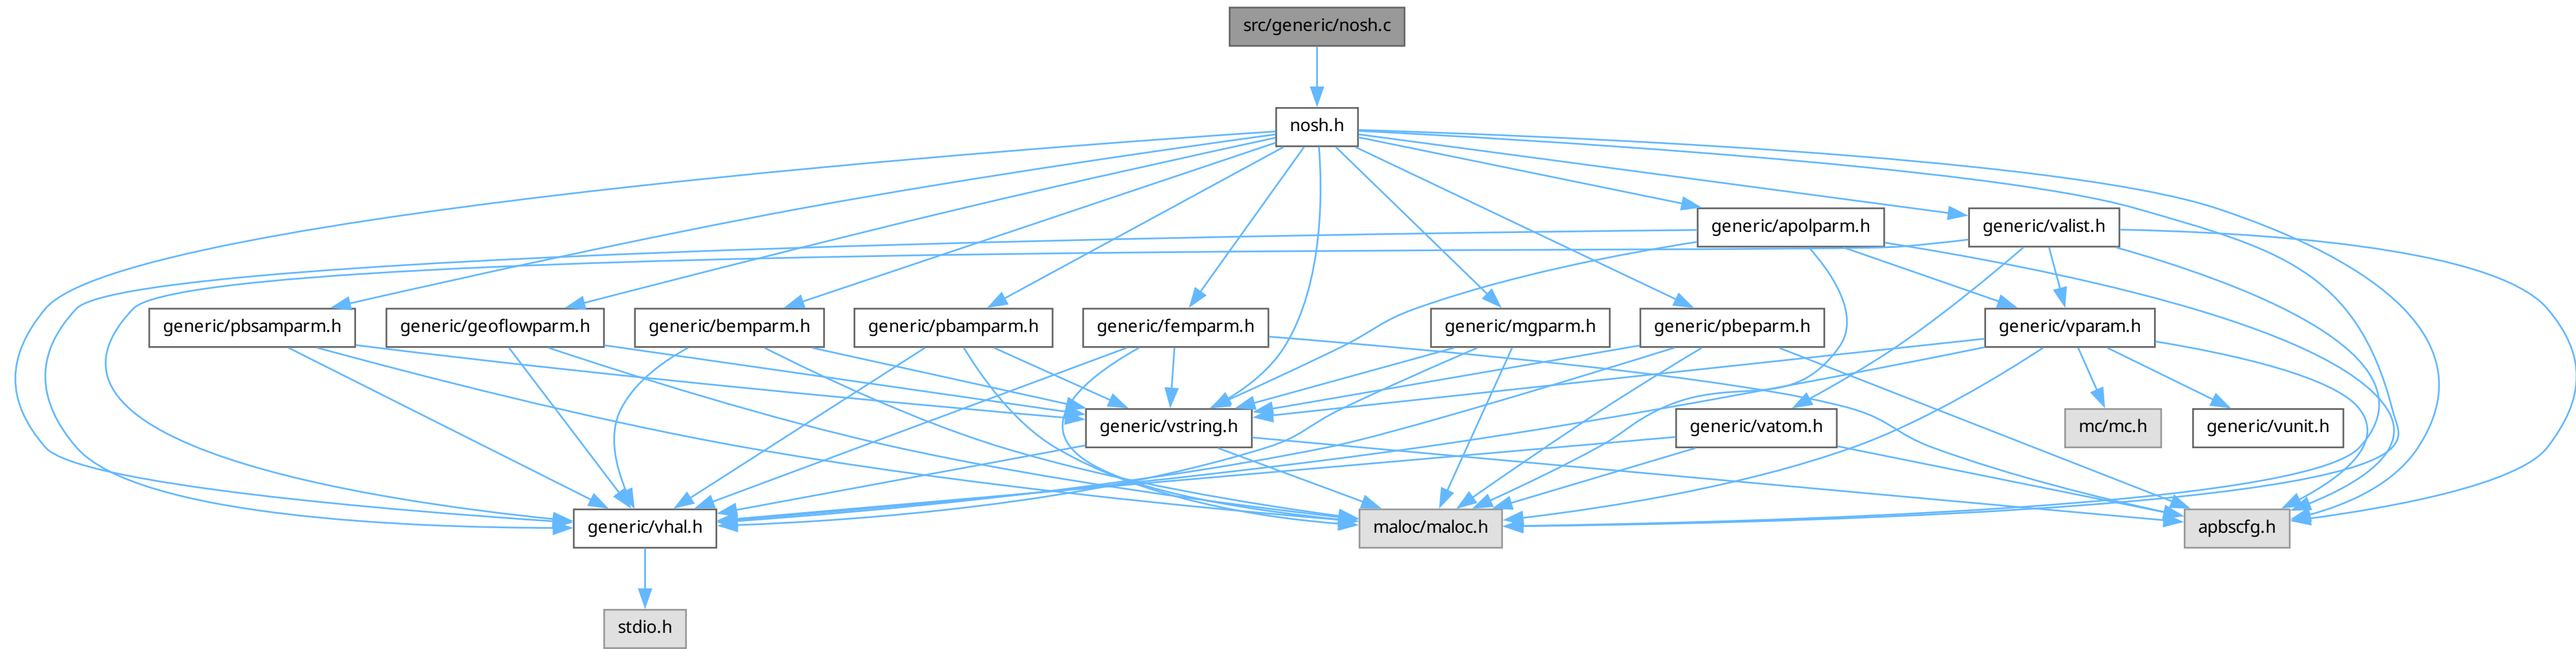 src/generic/nosh.c
nosh.h
generic/apolparm.h
generic/valist.h
generic/pbsamparm.h
generic/geoflowparm.h
generic/bemparm.h
generic/pbamparm.h
generic/femparm.h
generic/mgparm.h
generic/pbeparm.h
generic/vparam.h
generic/vstring.h
generic/vatom.h
mc/mc.h
generic/vunit.h
generic/vhal.h
maloc/maloc.h
apbscfg.h
stdio.h